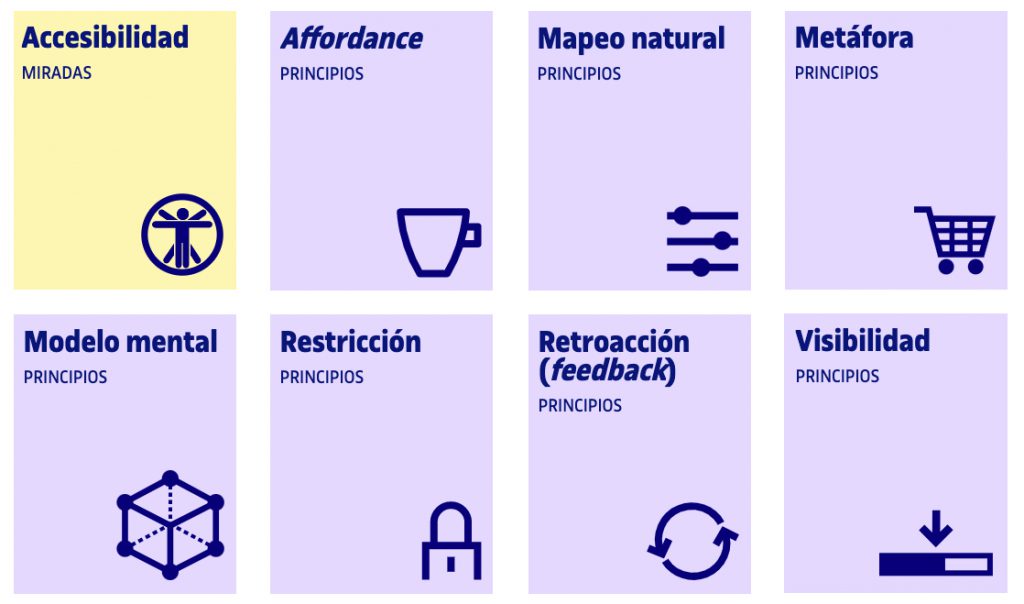 Accesibilidad
MIRADAS
Affordance
PRINCIPIOS
Mapeo natural
PRINCIPIOS
Metáfora
PRINCIPIOS
Modelo mental
PRINCIPIOS
Restricción
PRINCIPIOS
Retroacción
(feedback)
PRINCIPIOS
Visibilidad
PRINCIPIOS